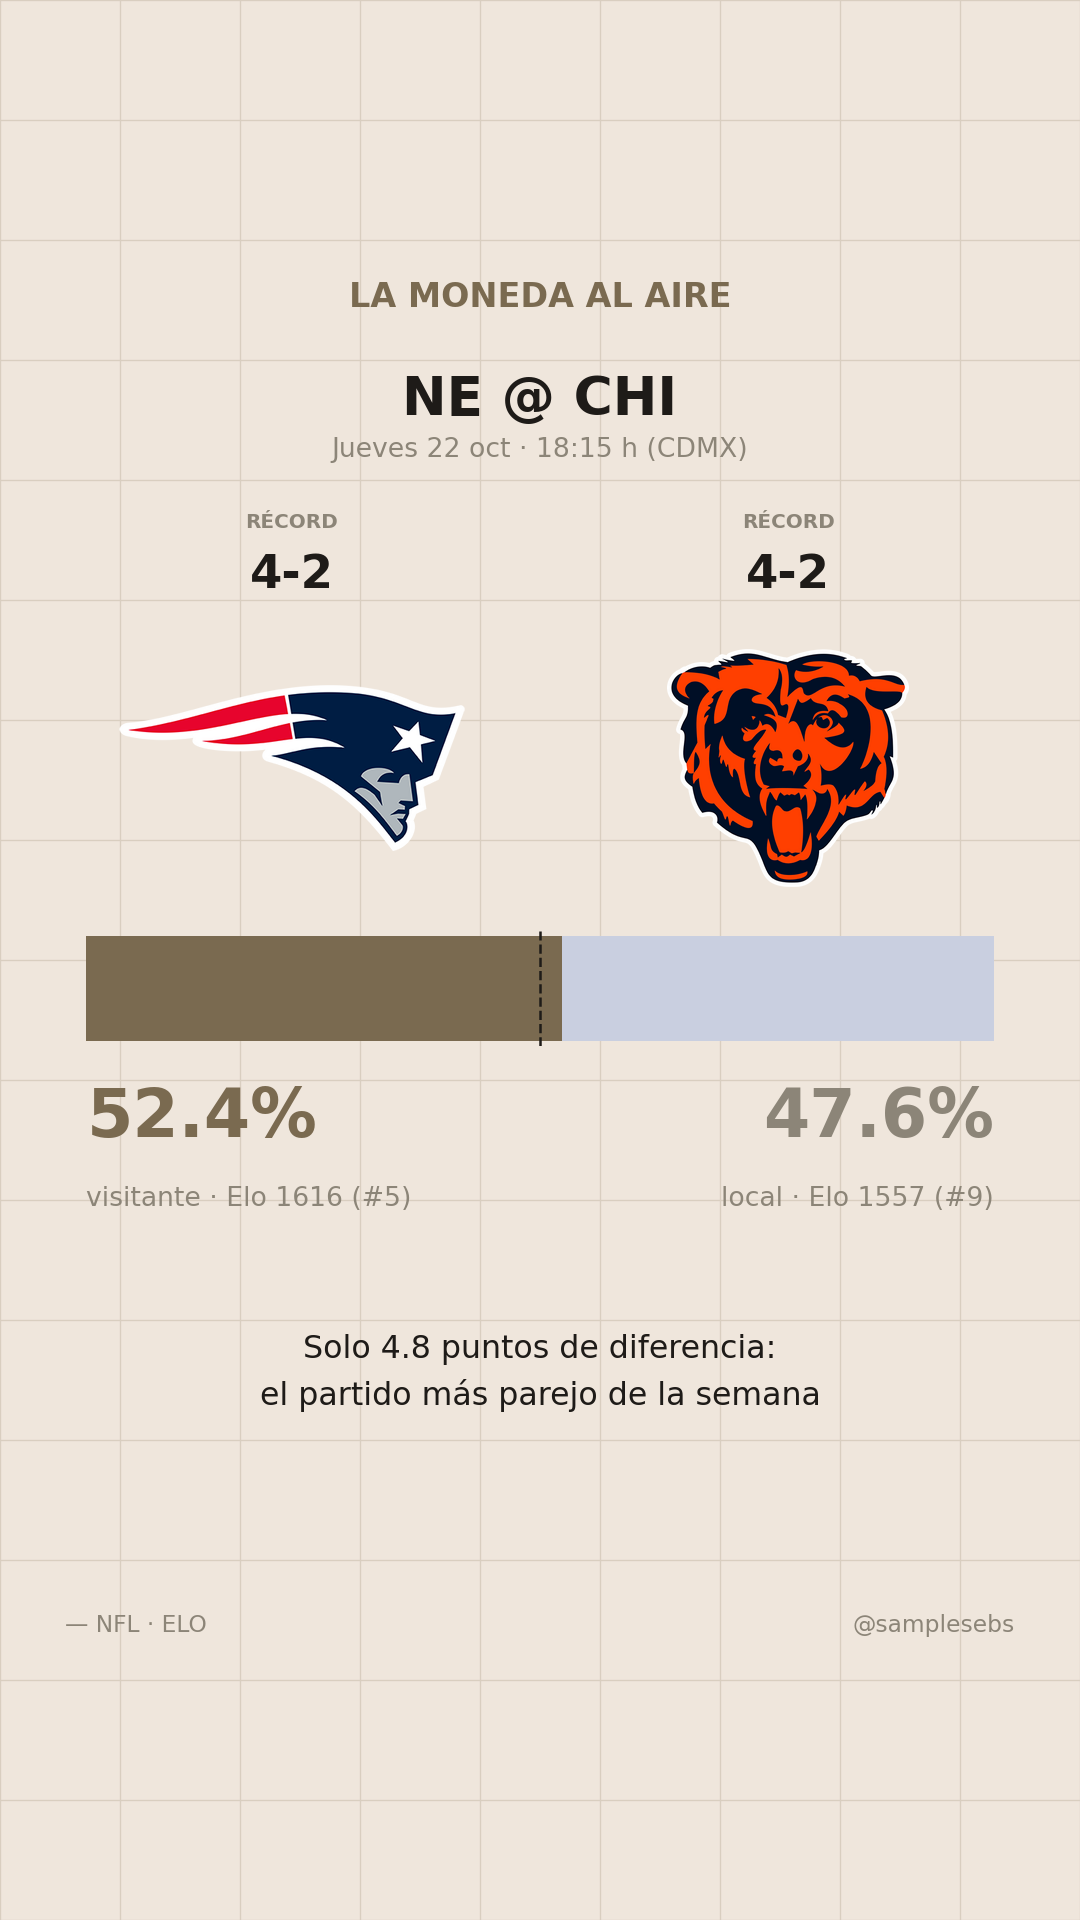 LA MONEDA AL AIRE
NE @ CHI
Jueves 22 oct · 18:15 h (CDMX)
RÉCORD
4-2
RÉCORD
4-2
52.4%
47.6%
visitante · Elo 1616 (#5)
local · Elo 1557 (#9)
Solo 4.8 puntos de diferencia:
el partido más parejo de la semana
— NFL · ELO
@samplesebs